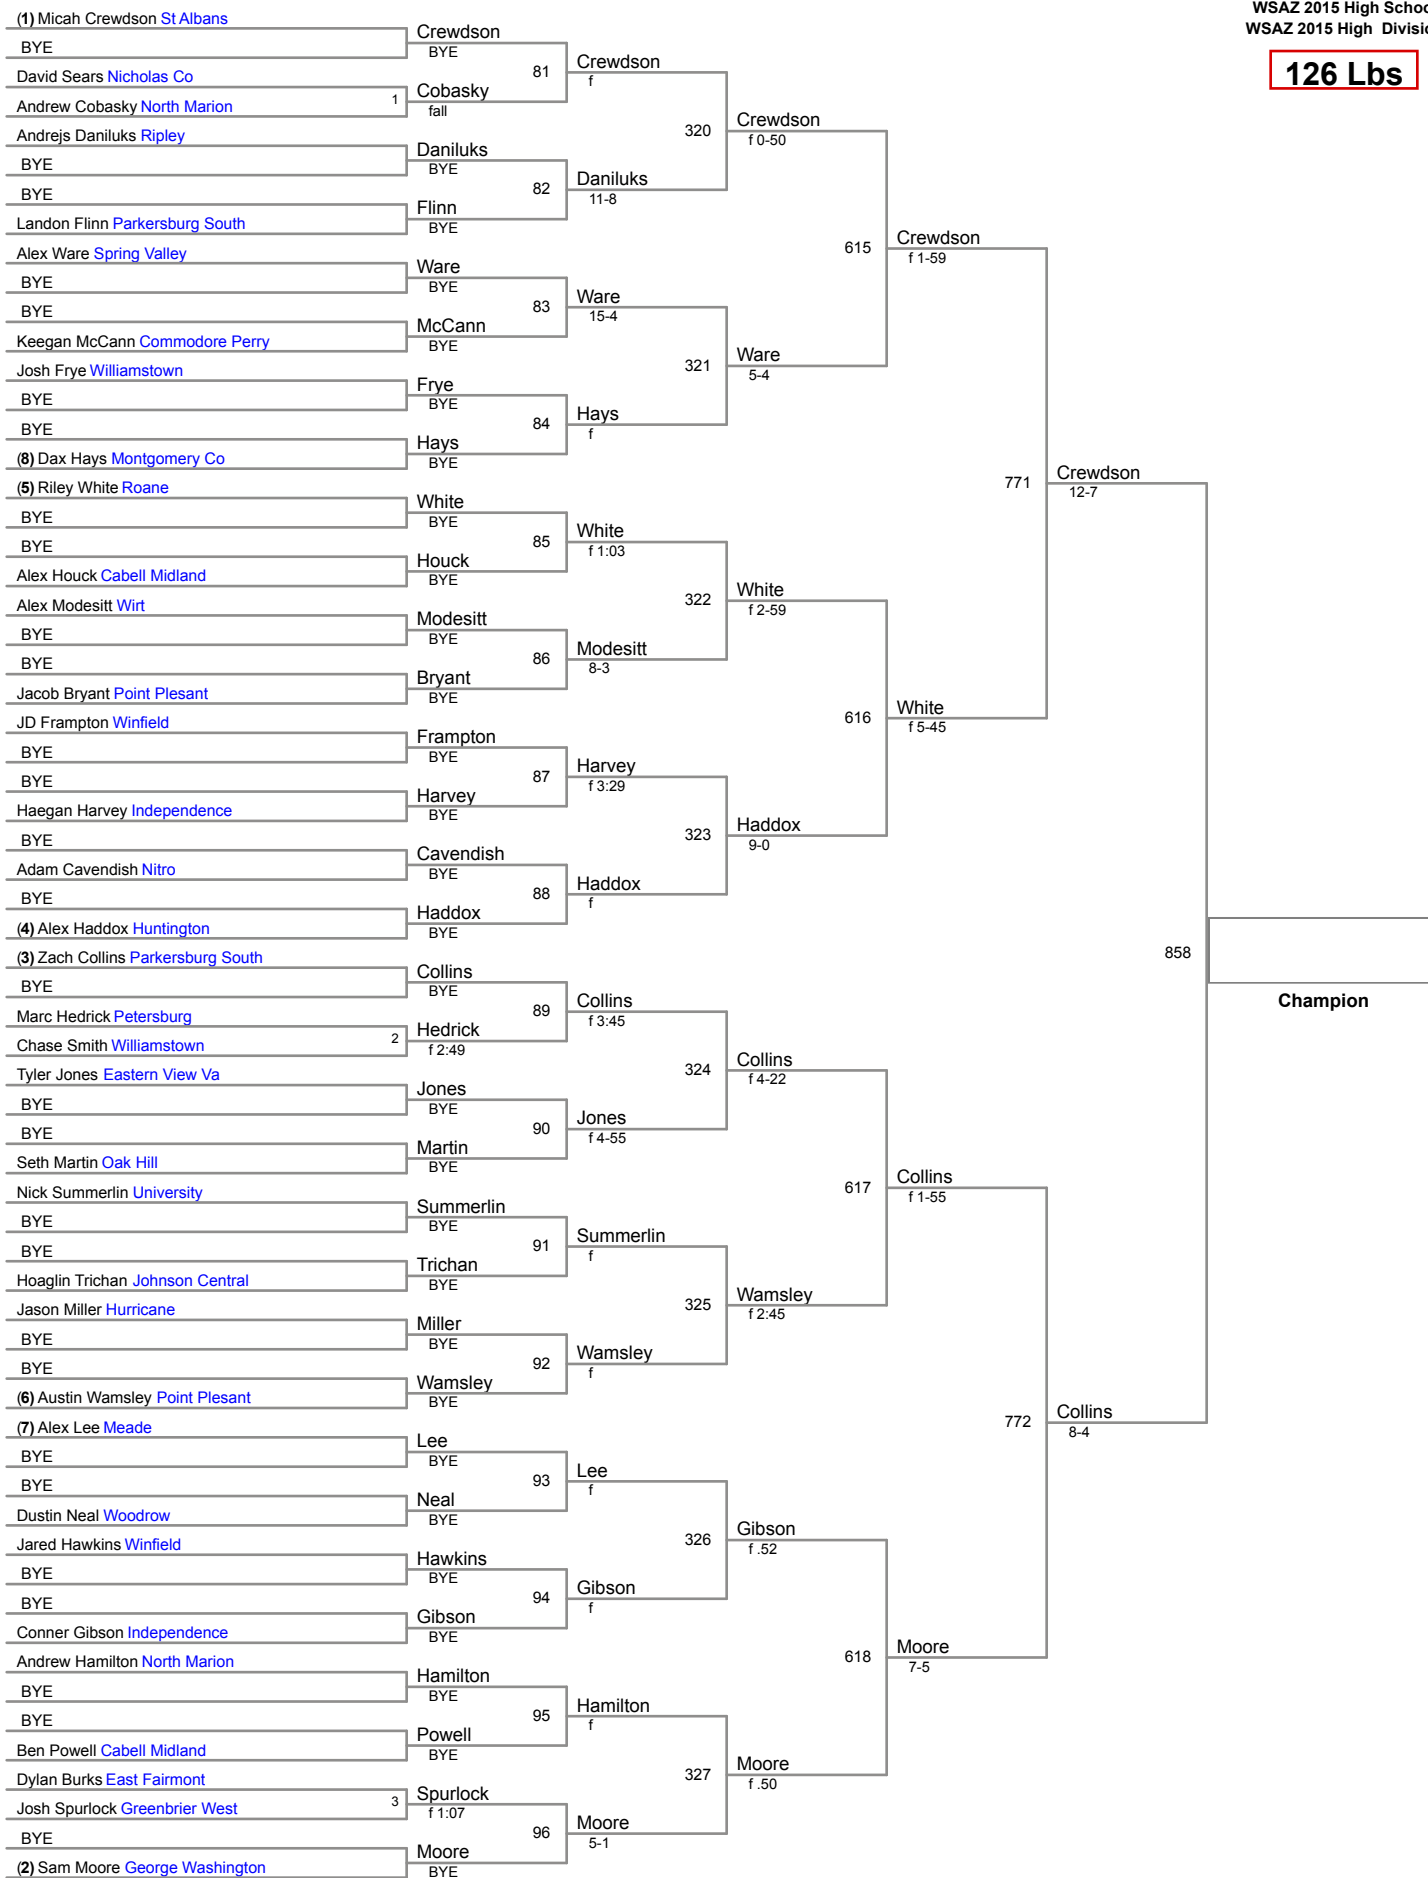 WSAZ 2015 High Schoo
WSAZ 2015 High Divisio
126 Lbs
(1) Micah Crewdson St Albans
BYE
David Sears Nicholas Co
Andrew Cobasky North Marion
Andrejs Daniluks Ripley
BYE
BYE
Landon Flinn Parkersburg South
Alex Ware Spring Valley
BYE
BYE
Keegan McCann Commodore Perry
Josh Frye Williamstown
BYE
BYE
(8) Dax Hays Montgomery Co
(5) Riley White Roane
BYE
BYE
Alex Houck Cabell Midland
Alex Modesitt Wirt
BYE
BYE
Jacob Bryant Point Plesant
JD Frampton Winfield
BYE
BYE
Haegan Harvey Independence
BYE
Adam Cavendish Nitro
BYE
(4) Alex Haddox Huntington
(3) Zach Collins Parkersburg South
BYE
Marc Hedrick Petersburg
Chase Smith Williamstown
Tyler Jones Eastern View Va
BYE
BYE
Seth Martin Oak Hill
Nick Summerlin University
BYE
BYE
Hoaglin Trichan Johnson Central
Jason Miller Hurricane
BYE
BYE
(6) Austin Wamsley Point Plesant
(7) Alex Lee Meade
BYE
BYE
Dustin Neal Woodrow
Jared Hawkins Winfield
BYE
BYE
Conner Gibson Independence
Andrew Hamilton North Marion
BYE
BYE
Ben Powell Cabell Midland
Dylan Burks East Fairmont
Josh Spurlock Greenbrier West
BYE
(2) Sam Moore George Washington
1
2
3
Crewdson
BYE
Cobasky
fall
Daniluks
BYE
Flinn
BYE
Ware
BYE
McCann
BYE
Frye
BYE
Hays
BYE
White
BYE
Houck
BYE
Modesitt
BYE
Bryant
BYE
Frampton
BYE
Harvey
BYE
Cavendish
BYE
Haddox
BYE
Collins
BYE
Hedrick
f 2:49
Jones
BYE
Martin
BYE
Summerlin
BYE
Trichan
BYE
Miller
BYE
Wamsley
BYE
Lee
BYE
Neal
BYE
Hawkins
BYE
Gibson
BYE
Hamilton
BYE
Powell
BYE
Spurlock
f 1:07
Moore
BYE
81
82
83
84
85
86
87
88
89
90
91
92
93
94
95
96
Crewdson
f
Daniluks
11-8
Ware
15-4
Hays
f
White
f 1:03
Modesitt
8-3
Harvey
f 3:29
Haddox
f
Collins
f 3:45
Jones
f 4-55
Summerlin
f
Wamsley
f
Lee
f
Gibson
f
Hamilton
f
Moore
5-1
320
321
322
323
324
325
326
327
Crewdson
f 0-50
Ware
5-4
White
f 2-59
Haddox
9-0
Collins
f 4-22
Wamsley
f 2:45
Gibson
f .52
Moore
f .50
615
616
617
618
Crewdson
f 1-59
White
f 5-45
Collins
f 1-55
Moore
7-5
771
772
Crewdson
12-7
Collins
8-4
858
Champion